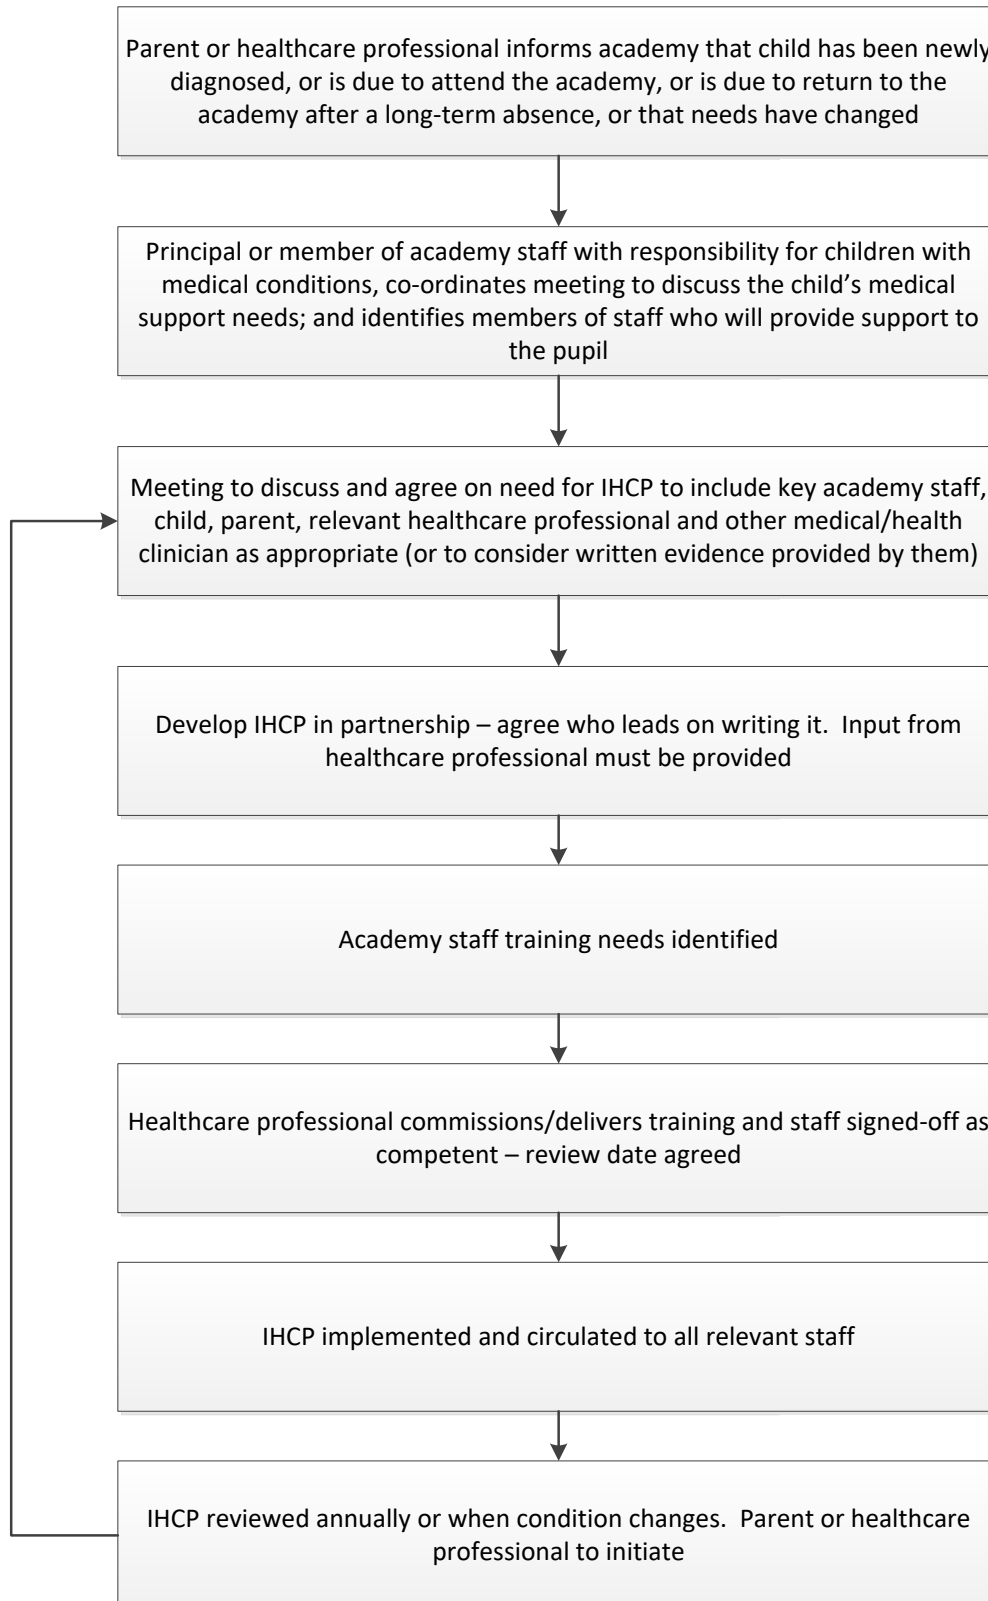 Parent or healthcare professional informs academy that child has been newly
diagnosed, or is due to attend the academy, or is due to return to the
academy after a long-term absence, or that needs have changed
Principal or member of academy staff with responsibility for children with
medical conditions, co-ordinates meeting to discuss the child’s medical
support needs; and identifies members of staff who will provide support to
the pupil
Meeting to discuss and agree on need for IHCP to include key academy staff,
child, parent, relevant healthcare professional and other medical/health
clinician as appropriate (or to consider written evidence provided by them)
Develop IHCP in partnership – agree who leads on writing it.  Input from
healthcare professional must be provided
Academy staff training needs identified
Healthcare professional commissions/delivers training and staff signed-off as
competent – review date agreed
IHCP implemented and circulated to all relevant staff
IHCP reviewed annually or when condition changes.  Parent or healthcare
professional to initiate